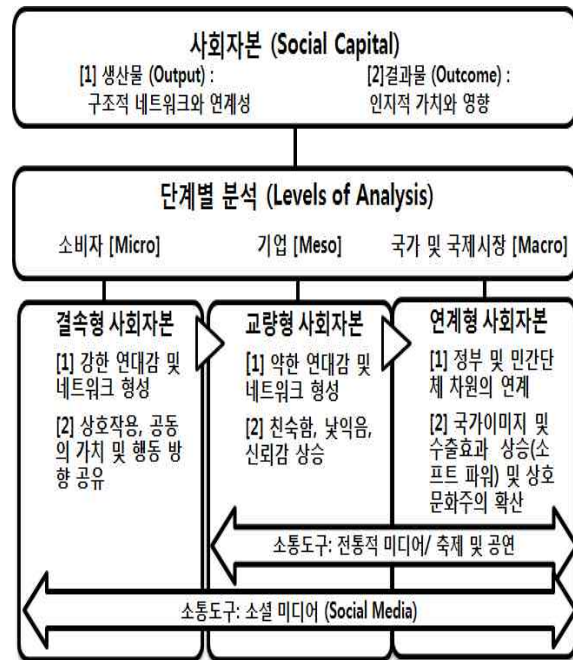 사회자본 (Social Capital)
[1] 생산물 (Output) :
구조적 네트워크와 연계성
[2]결과물 (Outcome) :
인지적 가치와 영향
단계별 분석 (Levels of Analysis)
소비자 [Micro]
기업 [Meso]
국가 및 국제시장 [Macro]
결속형 사회자본
[1] 강한 연대감 및
네트워크 형성
[2] 상호작용, 공동
의 가치 및 행동 방
향 공유
교량형 사회자본
[1] 약한 연대감 및
네트워크 형성
[2] 친숙함, 낯익음,
신뢰감 상승
연계형 사회자본
[1] 정부 및 민간단
체 차원의 연계
[2] 국가이미지 및
수출효과 상승(소
프트 파워) 및 상호
문화주의 확산
소통도구: 전통적 미디어/ 축제 및 공연
소통도구: 소셜 미디어 (Social Media)